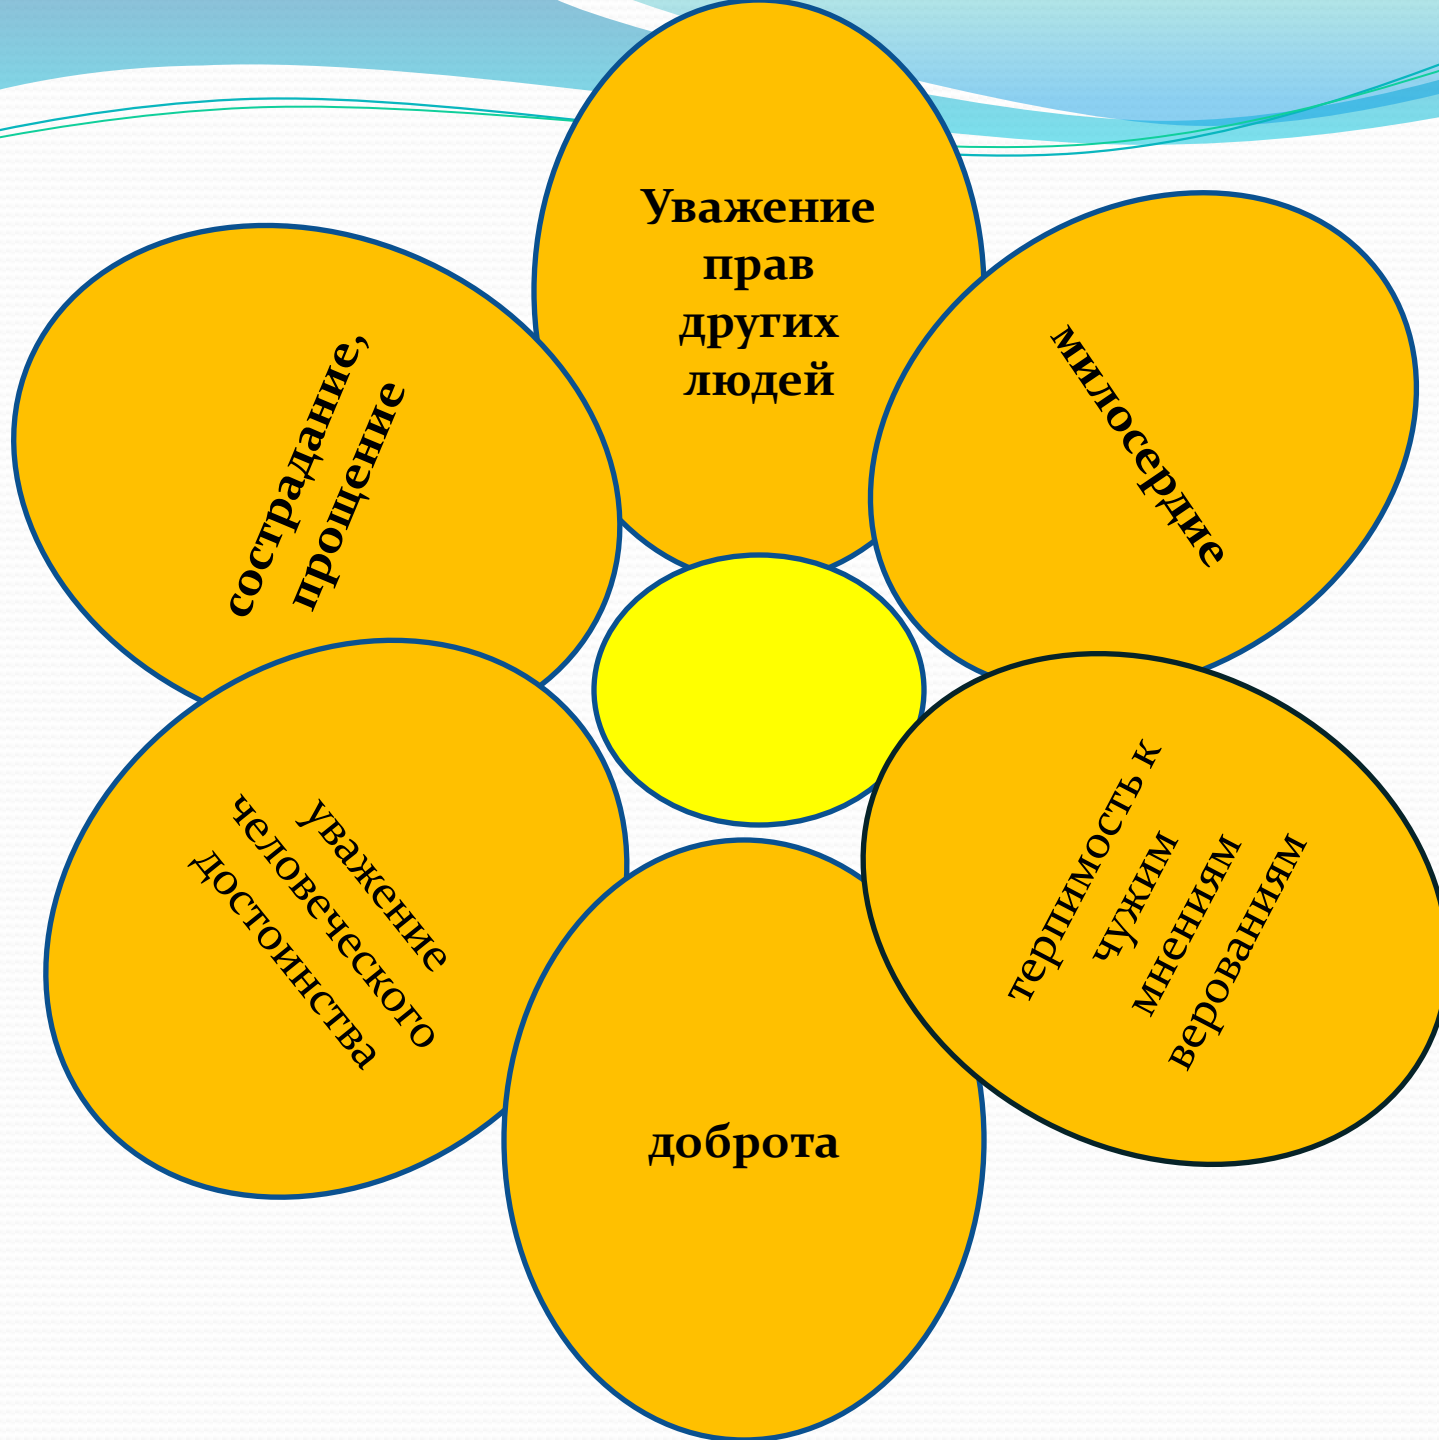 Уважение
прав
других
людей
милосердие
терпимость к
чужим
мнениям
верованиям
доброта
уважение
человеческого
достоинства
сострадание,
прощение